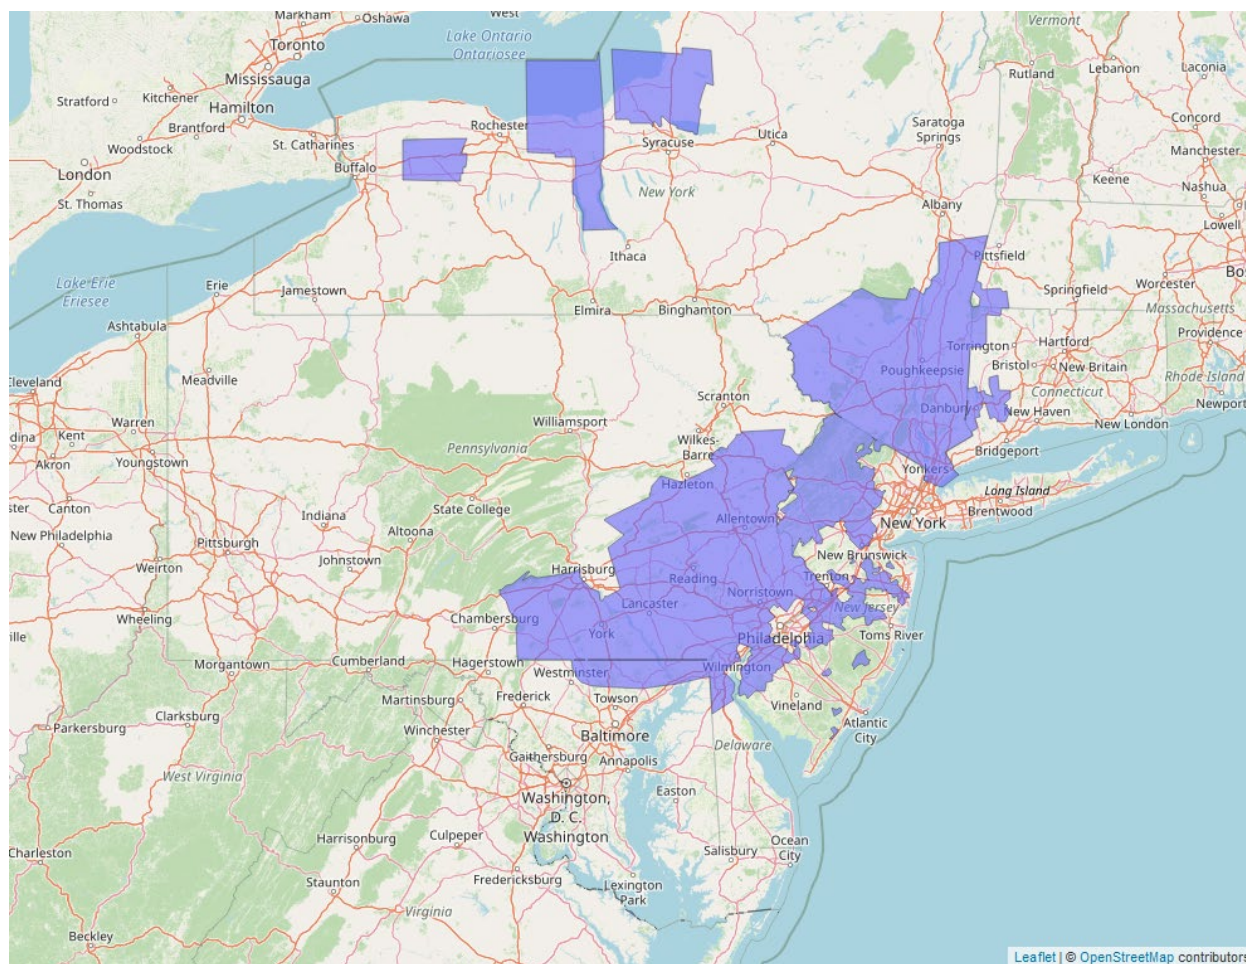 Markham
Oshawa
West
Vermont
Lake Ontario
Ontariosee
Toronto
Mississauga
Rutland
Lebanon
Laconia
Stratford
Kitchener
Hamilton
Brantford
St. Catharines
Rochester
Utica
Saratoga
Springs
Concord
Woodstock
Buffalo
Syracuse
Manchester
London
St. Thomas
New York
Keene
Nashua
Albany
Lowell
Ithaca
Pittsfield
Lake Erie
Eriesee
Erie
Jamestown
Elmira
Binghamton
Springfield
Worcester
Bos
Massachusetts
Ashtabula
Torrington
Hartford
Providence
Cleveland
Meadville
Poughkeepsie
Bristol
New Britain
Rhode Island
Connecticut
Scranton
Danbury
New Haven
Newport
Warren
Williamsport
New London
Kent
Akron
Youngstown
Pennsylvania
Wilkes-
Barre
Bridgeport
Yonkers
Hazleton
Long Island
Canton
State College
Indiana
Allentown
New York
Brentwood
New Philadelphia
Pittsburgh
Altoona
Weirton
Johnstown
Harrisburg
New Brunswick
Reading
Trenton
Norristown
Wheeling
Chambersburg
Lancaster
New Jersey
York
Philadelphia
Toms River
Morgantown
Cumberland
Hagerstown
Westminster
Wilmington
Parkersburg
Clarksburg
Martinsburg
Frederick
Towson
Vineland
Winchester
Baltimore
Atlantic
City
Gaithersburg
Annapolis
Delaware
West Virginia
Washington,
D. C.
Washington
Easton
Harrisonburg
Culpeper
Ocean
City
Charleston
Salisbury
Staunton
Fredericksburg
Lexington
Park
Virginia
Beckley
Leaflet | © OpenStreetMap contributors